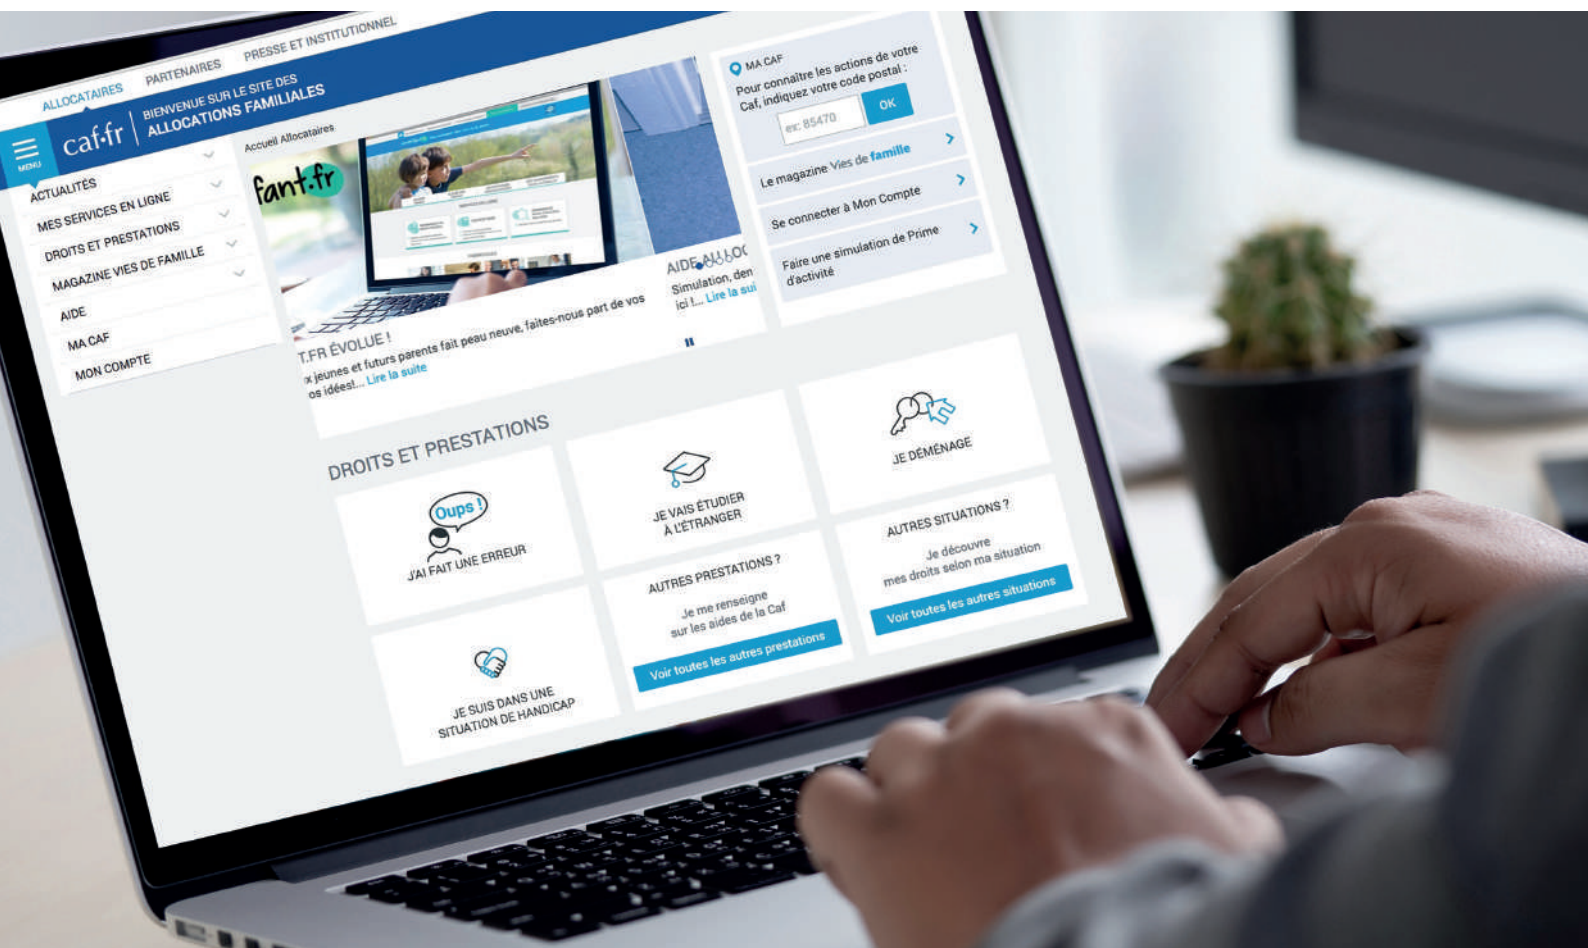 ALLOCATAIRES
PARTENAIRES
PRESSE ET INSTITUTIONNEL
MENU
caf.fr
BIENVENUE SUR LE SITE DES
ALLOCATIONS FAMILIALES
ACTUALITÉS
MES SERVICES EN LIGNE
DROITS ET PRESTATIONS
MAGAZINE VIES DE FAMILLE
AIDE
MA CAF
MON COMPTE
Accueil Allocataires
fant.fr
T.FR ÉVOLUE !
x jeunes et futurs parents fait peau neuve, faites-nous part de vos
os idées!... Lire la suite
AIDE AU LOC
Simulation, den
ici !... Lire la sui
MA CAF
Pour connaître les actions de votre
Caf, indiquez votre code postal :
ex: 85470
OK
Le magazine Vies de famille
Se connecter à Mon Compte
Faire une simulation de Prime
d'activité
DROITS ET PRESTATIONS
Oups !
J'AI FAIT UNE ERREUR
JE VAIS ÉTUDIER
À L'ÉTRANGER
JE DÉMÉNAGE
JE SUIS DANS UNE
SITUATION DE HANDICAP
AUTRES PRESTATIONS ?
Je me renseigne
sur les aides de la Caf
Voir toutes les autres prestations
AUTRES SITUATIONS ?
Je découvre
mes droits selon ma situation
Voir toutes les autres situations